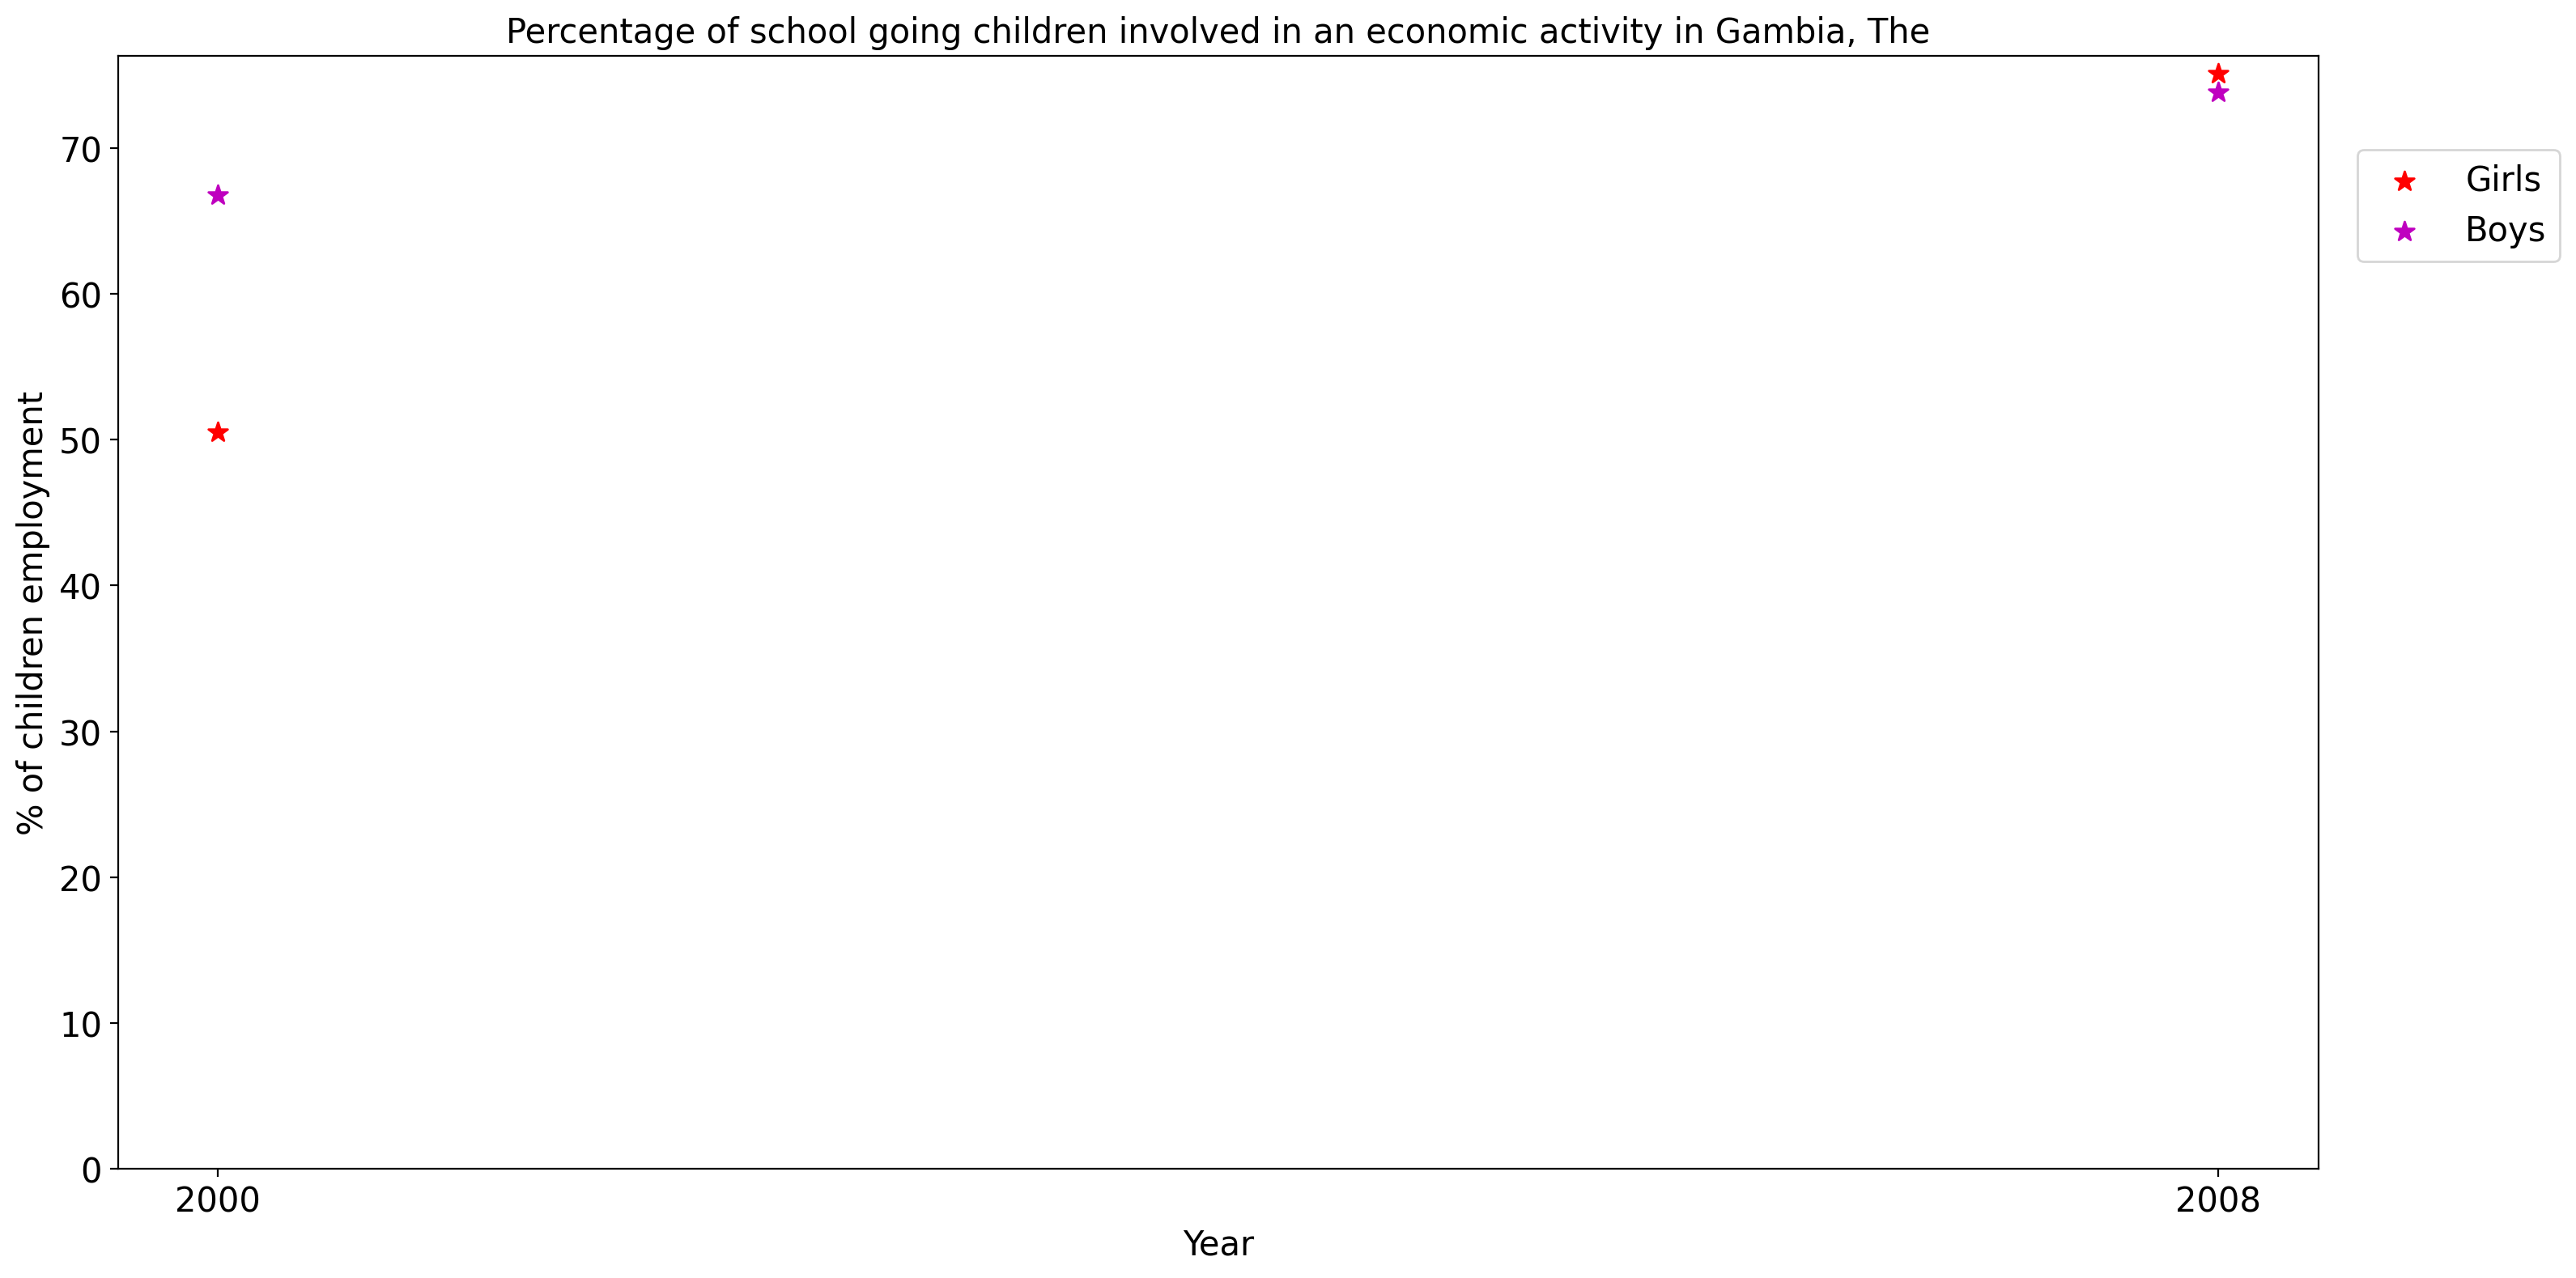 Percentage of school going children involved in an economic activity in Gambia, The
% of children employment
70
60
50
40
30
20
10
0
2000
2008
Year
Girls
Boys